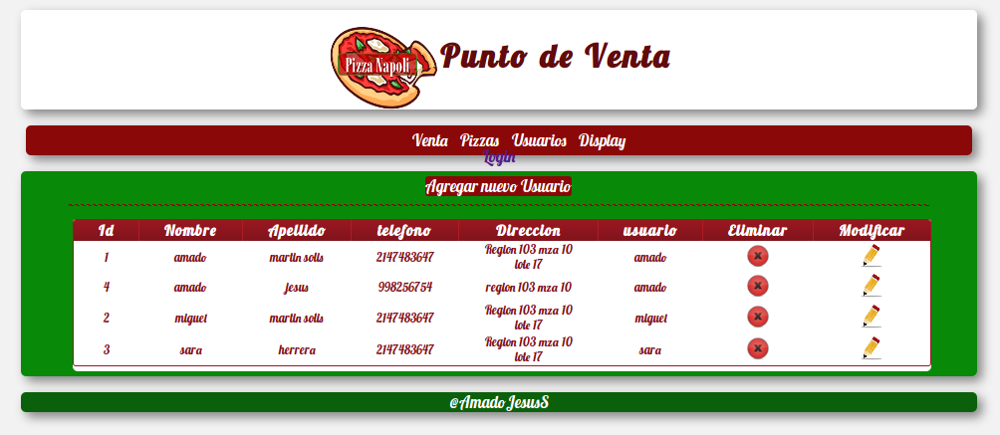 Pizza Napoli
Punto de Venta
Venta Pizzas Usuarios Display
Login
Agregar nuevo Usuario
Id Nombre Apellido telefono Direccion usuario Eliminar Modificar
1 amado martin solis 2147483647 Region 103 mza 10 lote 17 amado
4 amado jesus 998256754 region 103 mza 10 amado
2 miguel martin solis 2147483647 Region 103 mza 10 lote 17 miguel
3 sara herrera 2147483647 Region 103 mza 10 lote 17 sara
@AmadoJesusS